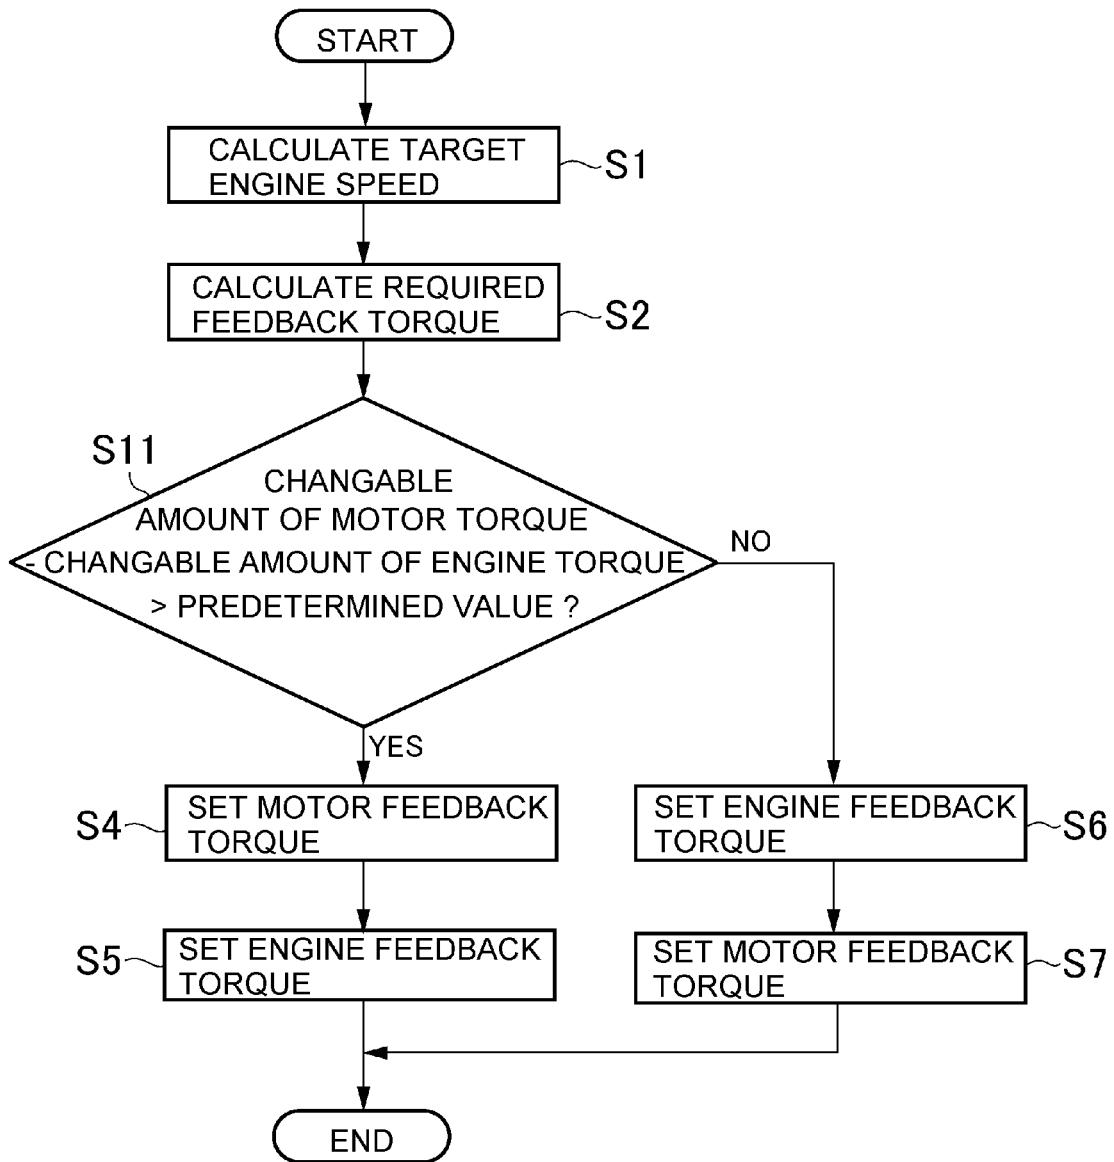 START
CALCULATE TARGET
ENGINE SPEED
S1
CALCULATE REQUIRED
FEEDBACK TORQUE
S2
S11
CHANGABLE
AMOUNT OF MOTOR TORQUE
- CHANGABLE AMOUNT OF ENGINE TORQUE
> PREDETERMINED VALUE ?
NO
YES
SET MOTOR FEEDBACK
TORQUE
S4
SET ENGINE FEEDBACK
TORQUE
S6
SET ENGINE FEEDBACK
TORQUE
S5
SET MOTOR FEEDBACK
TORQUE
S7
END